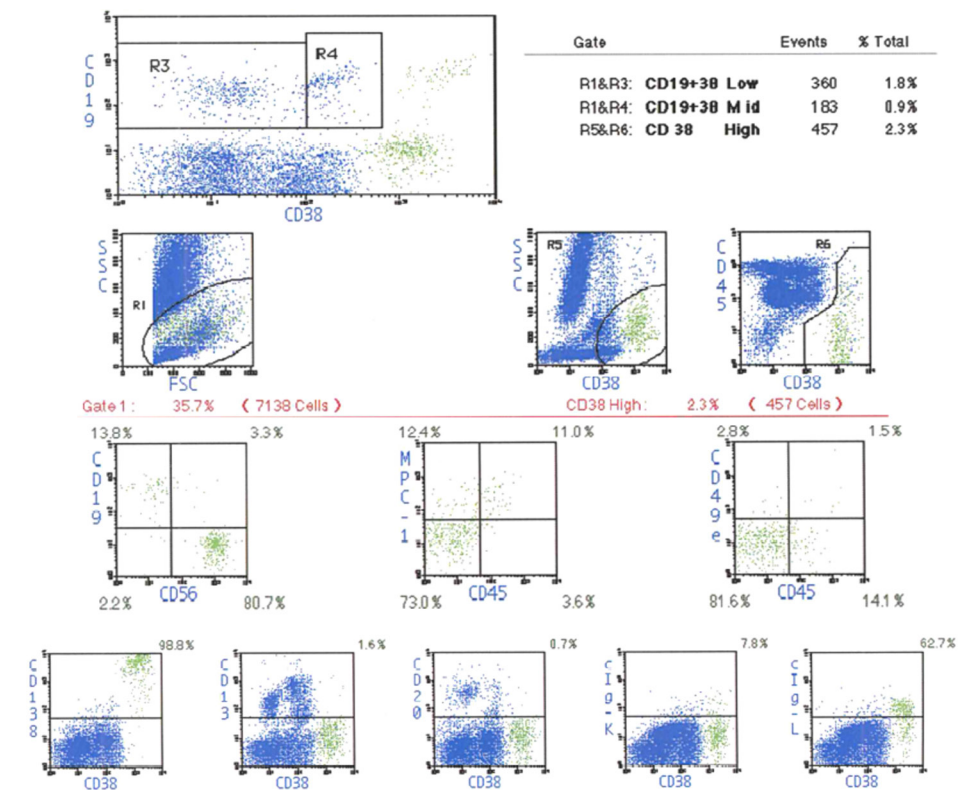 R3
R4
CD19
CD38
Gate Events % Total
R1&R3: CD19+38 Low 360 1.8%
R1&R4: CD19+38 Mid 183 0.9%
R5&R6: CD 38 High 457 2.3%
SSC
R1
FSC
SSC
R5
CD38
CD45
R6
CD38
Gate 1: 35.7% ( 7138 Cells )
CD38 High: 2.3% ( 457 Cells )
13.8% 3.3%
CD19
CD56
2.2% 80.7%
12.4% 11.0%
MPC-1
CD45
73.0% 3.6%
2.8% 1.5%
CD49e
CD45
81.6% 14.1%
98.8%
CD138
CD38
1.6%
CD13
CD38
0.7%
CD20
CD38
7.8%
cIg-K
CD38
62.7%
cIg-L
CD38